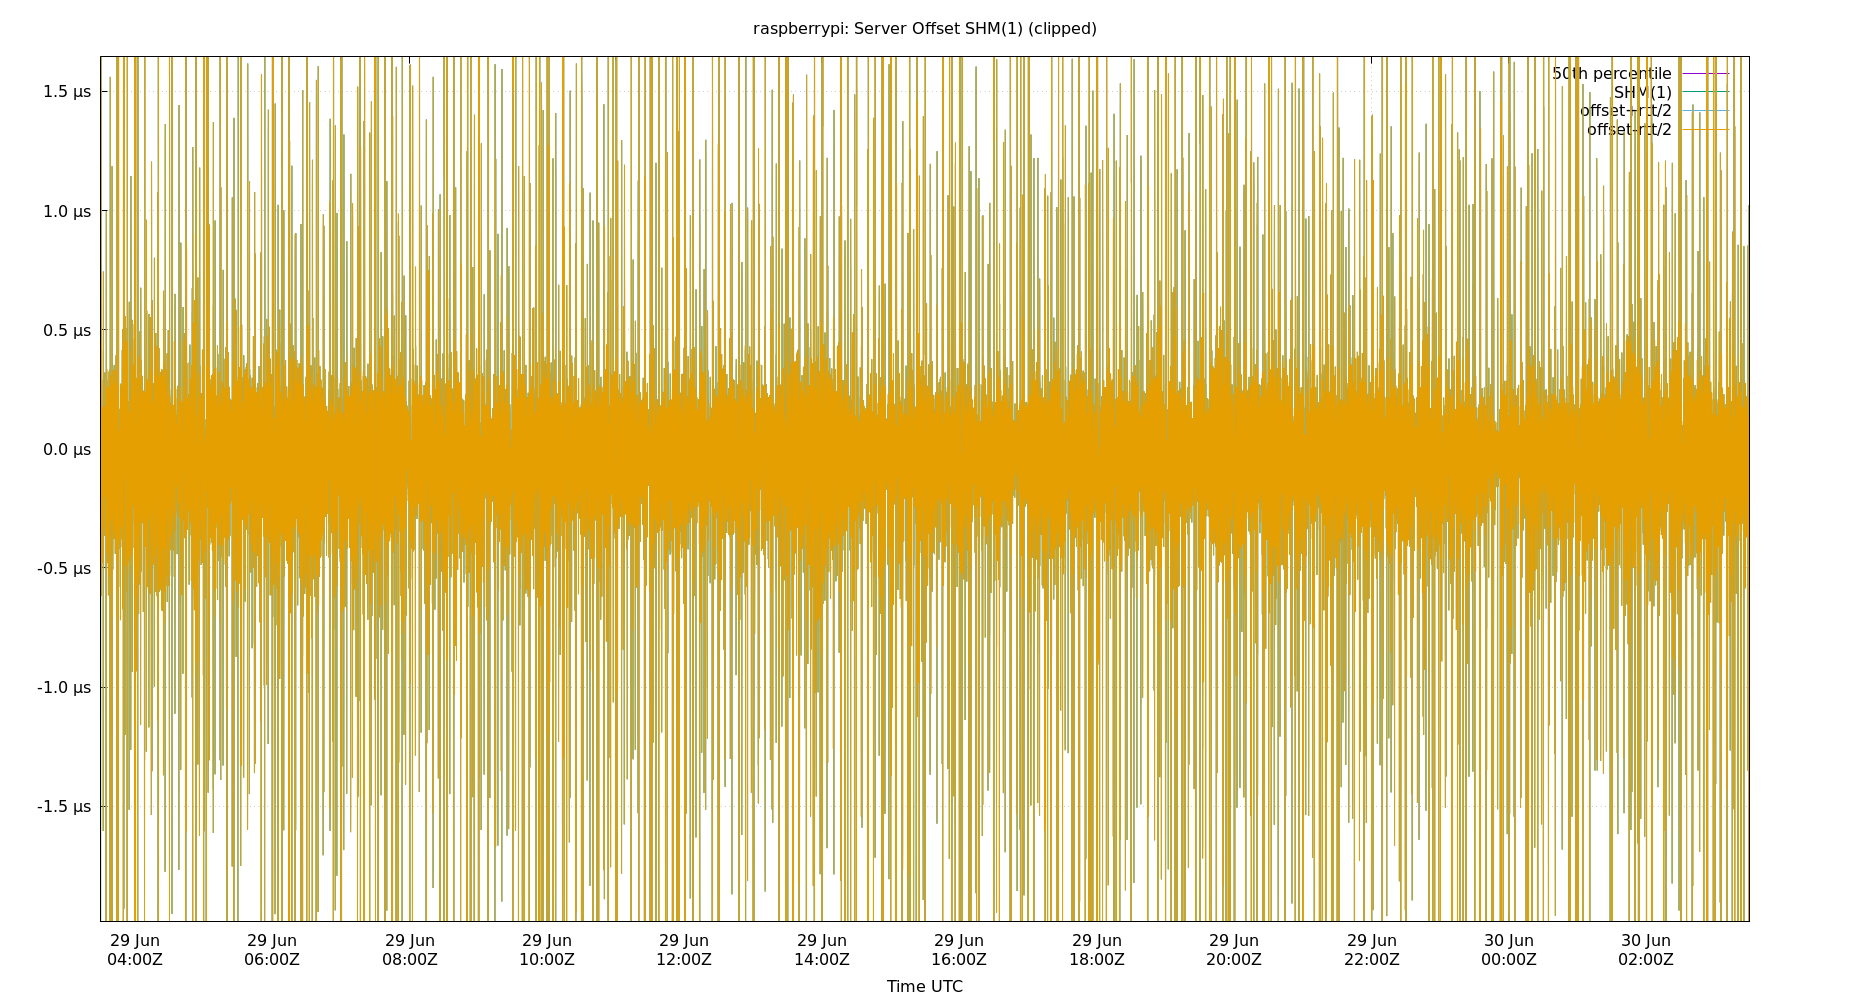 raspberrypi: Server Offset SHM(1) (clipped)
50th percentile
SHM(1)
offset+rtt/2
offset-rtt/2
1.5 µs
1.0 µs
0.5 µs
0.0 µs
-0.5 µs
-1.0 µs
-1.5 µs
29 Jun 29 Jun 29 Jun 29 Jun 29 Jun 29 Jun 29 Jun 29 Jun 29 Jun 29 Jun 30 Jun 30 Jun
04:00Z 06:00Z 08:00Z 10:00Z 12:00Z 14:00Z 16:00Z 18:00Z 20:00Z 22:00Z 00:00Z 02:00Z
Time UTC